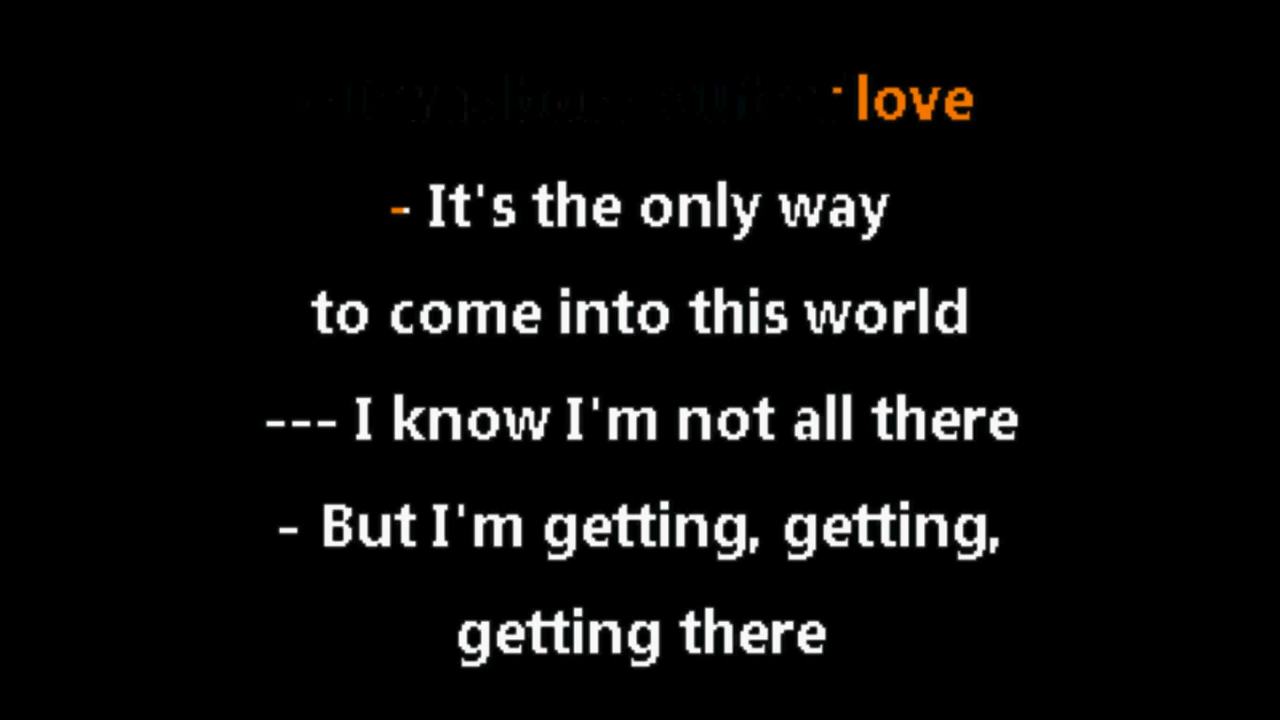 love
- It's the only way
to come into this world
--- I know I'm not all there
- But I'm getting, getting,
getting there